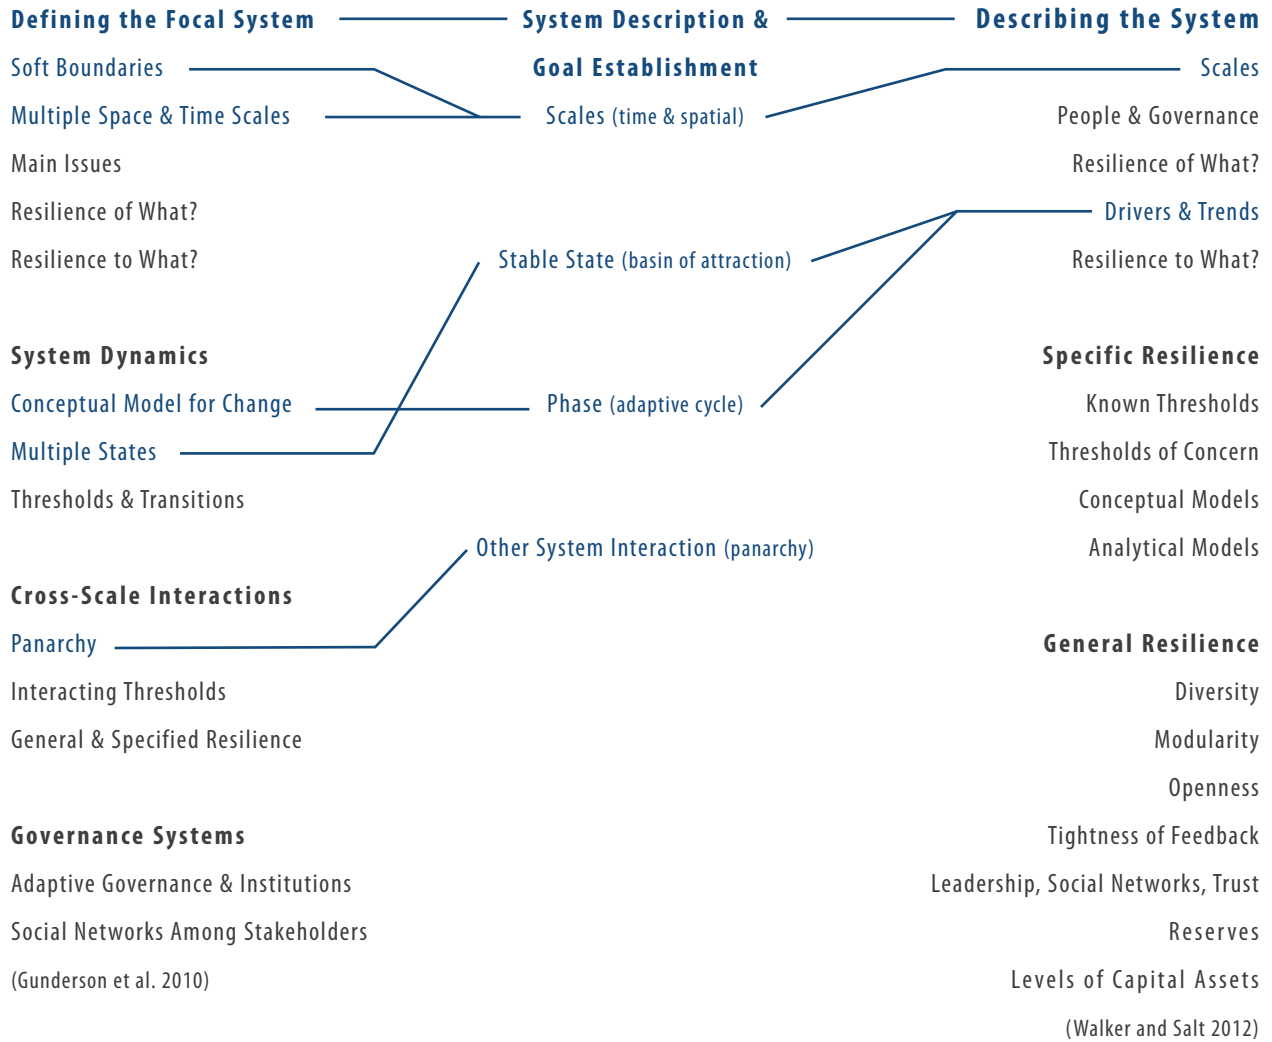 Defining the Focal System
Soft Boundaries
Multiple Space & Time Scales
Main Issues
Resilience of What?
Resilience to What?
System Dynamics
Conceptual Model for Change
Multiple States
Thresholds & Transitions
Cross-Scale Interactions
Panarchy
Interacting Thresholds
General & Specified Resilience
Governance Systems
Adaptive Governance & Institutions
Social Networks Among Stakeholders
(Gunderson et al. 2010)
System Description &
Goal Establishment
Scales (time & spatial)
Stable State (basin of attraction)
Phase (adaptive cycle)
Other System Interaction (panarchy)
Describing the System
Scales
People & Governance
Resilience of What?
Drivers & Trends
Resilience to What?
Specific Resilience
Known Thresholds
Thresholds of Concern
Conceptual Models
Analytical Models
General Resilience
Diversity
Modularity
Openness
Tightness of Feedback
Leadership, Social Networks, Trust
Reserves
Levels of Capital Assets
(Walker and Salt 2012)